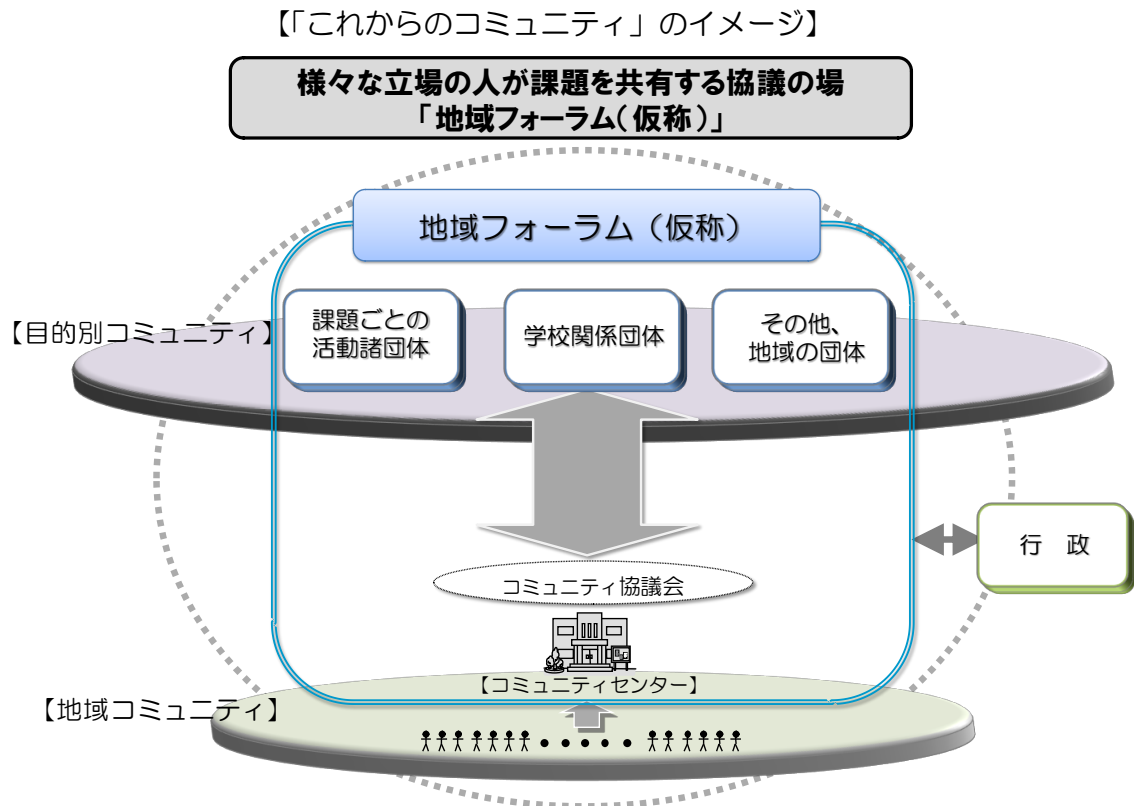 【「これからのコミュニティ」のイメージ】
様々な立場の人が課題を共有する協議の場
「地域フォーラム(仮称)」
地域フォーラム（仮称）
【目的別コミュニティ】
課題ごとの
活動諸団体
学校関係団体
その他、
地域の団体
行　政
コミュニティ協議会
【コミュニティセンター】
【地域コミュニティ】